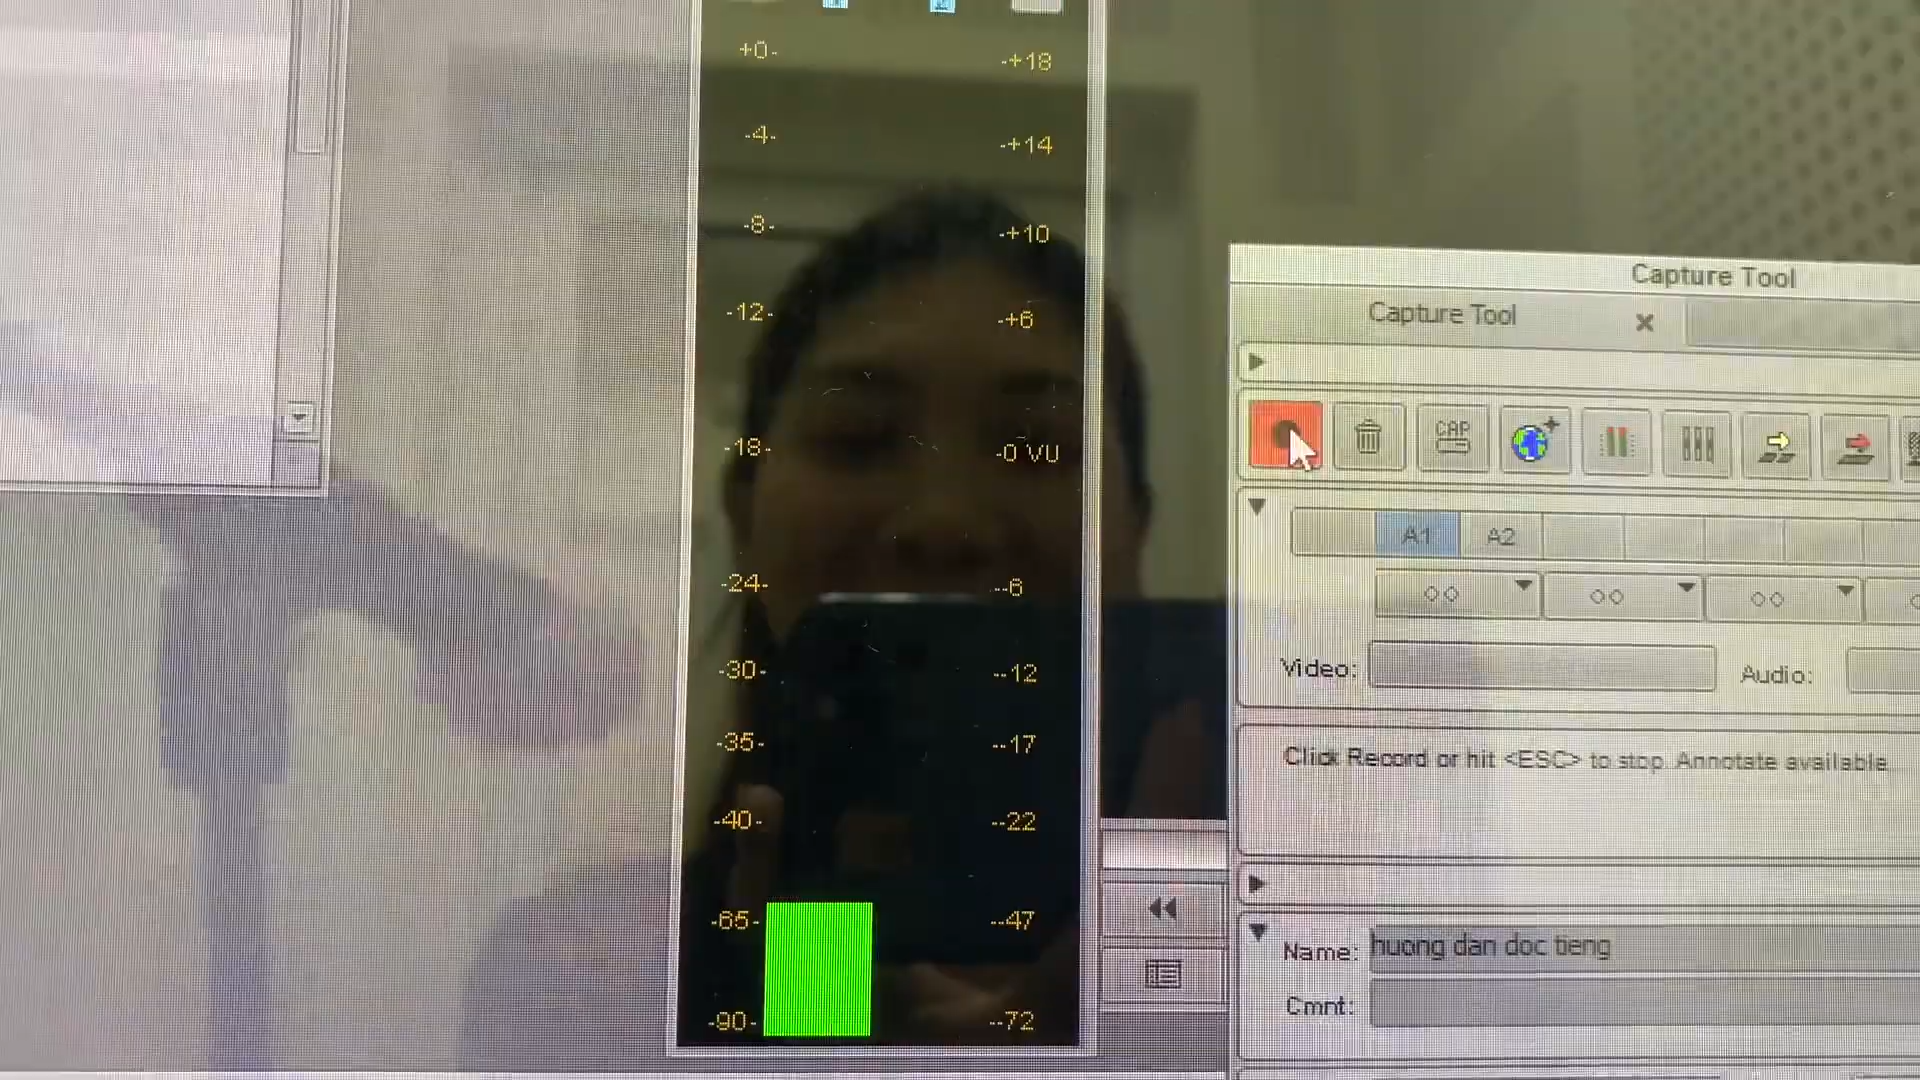 +0-
-+18
-4-
-+14
-8-
-+10
-12-
-+6
-18-
-0 VU
-24-
--6
-30-
--12
-35-
--17
-40-
--22
-65-
--47
-90-
--72
Capture Tool
Capture Tool
CAP
A1 A2
Video:
Audio:
Click Record or hit <ESC> to stop. Annotate available
Name: huong dan doc tieng
Cmnt: